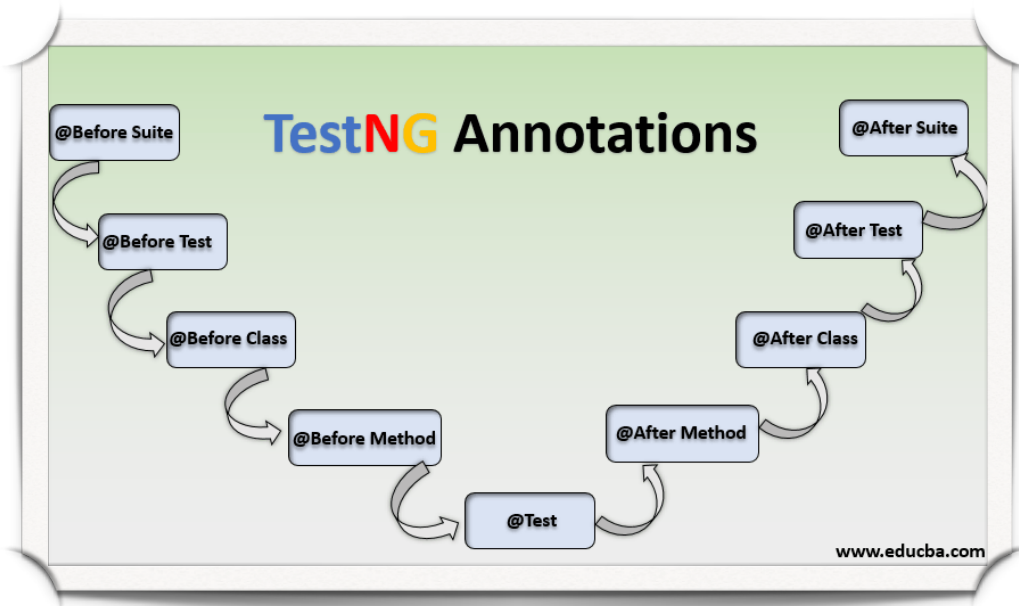 TestNG Annotations
@Before Suite
@Before Test
@Before Class
@Before Method
@Test
@After Method
@After Class
@After Test
@After Suite
www.educba.com